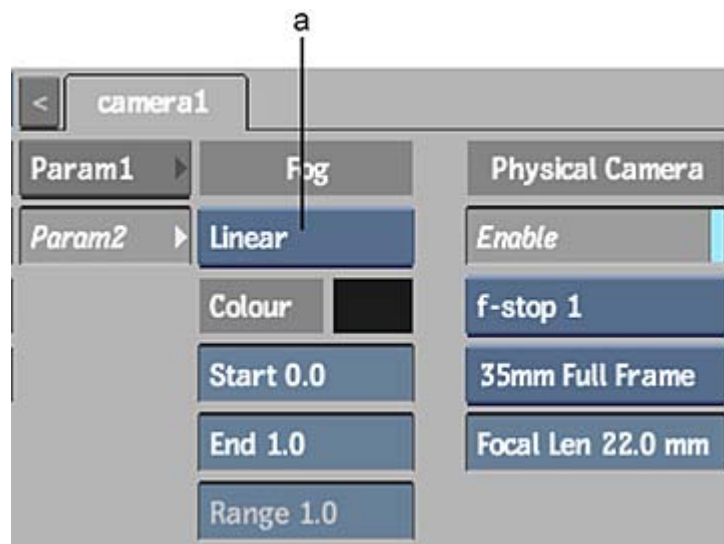 a
< camera1
Param1 Fog Physical Camera
Param2 Linear Enable
Colour f-stop 1
Start 0.0 35mm Full Frame
End 1.0 Focal Len 22.0 mm
Range 1.0